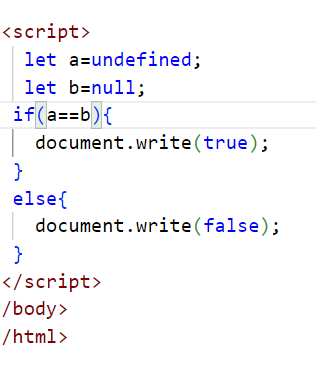 <script>
let a=undefined;
let b=null;
if(a==b){
document.write(true);
}
else{
document.write(false);
}
</script>
/body>
/html>